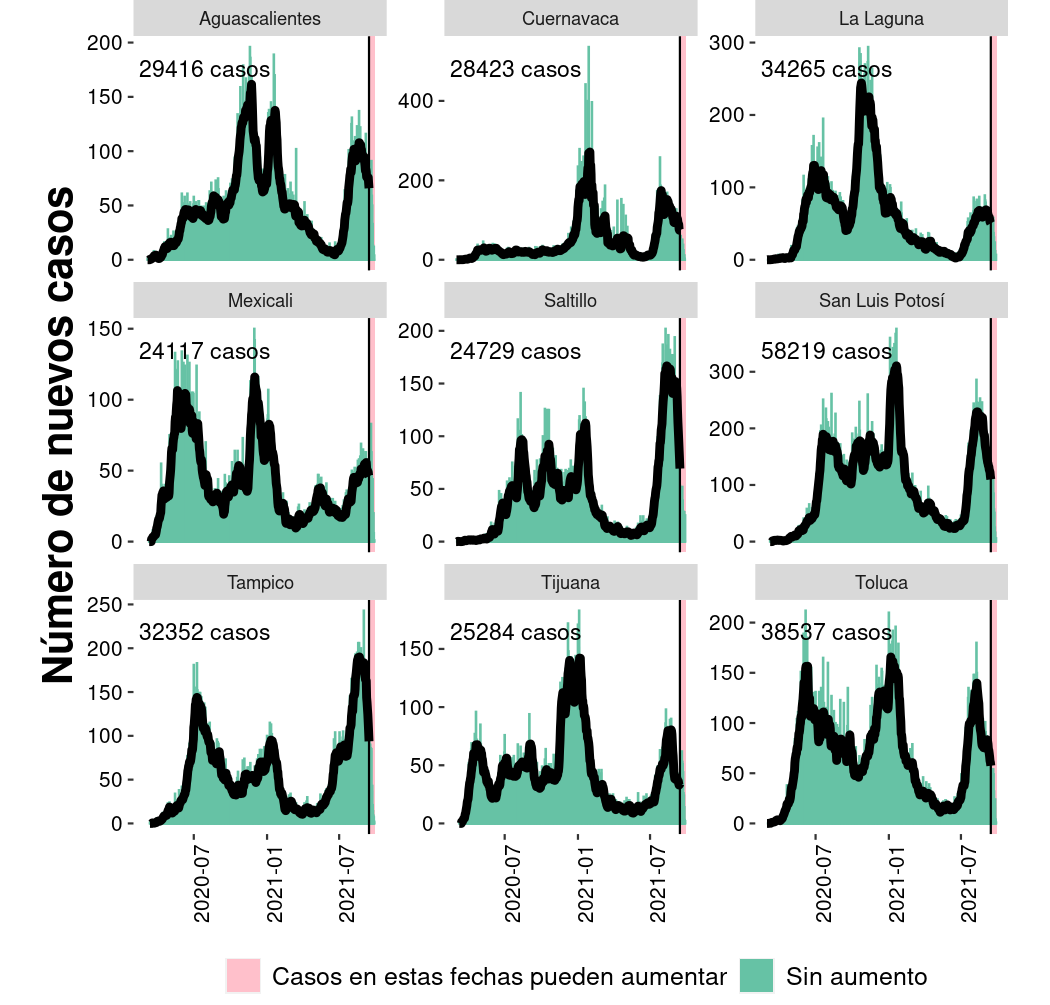 Número de nuevos casos
Aguascalientes
200
150
100
50
0
29416 casos
Cuernavaca
400
200
0
28423 casos
La Laguna
300
200
100
0
34265 casos
Mexicali
150
100
50
0
24117 casos
Saltillo
200
150
100
50
0
24729 casos
San Luis Potosí
300
200
100
0
58219 casos
Tampico
250
200
150
100
50
0
32352 casos
2020-07
2021-01
2021-07
Tijuana
150
100
50
0
25284 casos
2020-07
2021-01
2021-07
Toluca
200
150
100
50
0
38537 casos
2020-07
2021-01
2021-07
Casos en estas fechas pueden aumentar
Sin aumento